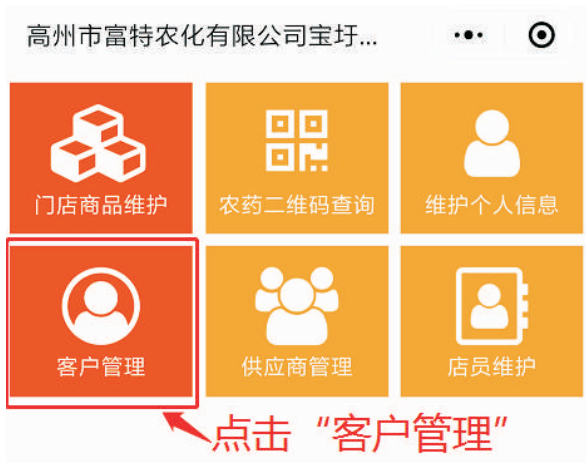 高州市富特农化有限公司宝圩...
门店商品维护 农药二维码查询 维护个人信息
客户管理 供应商管理 店员维护
点击“客户管理”